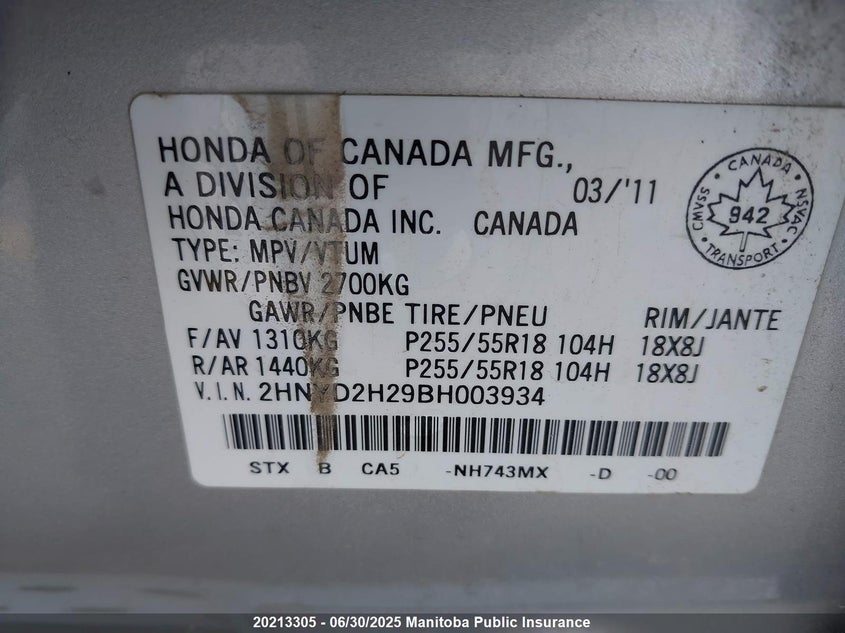 HONDA OF CANADA MFG.,
A DIVISION OF 03/'11
HONDA CANADA INC. CANADA
TYPE: MPV/VTUM
GVWR/PNBV 2700KG
GAWR/PNBE TIRE/PNEU RIM/JANTE
F/AV 1310KG P255/55R18 104H 18X8J
R/AR 1440KG P255/55R18 104H 18X8J
V.I.N. 2HNYD2H29BH003934
STX B CA5 -NH743MX -D -00
CANADA
CMVSS 942 NSVAC
TRANSPORT
20213305 - 06/30/2025 Manitoba Public Insurance